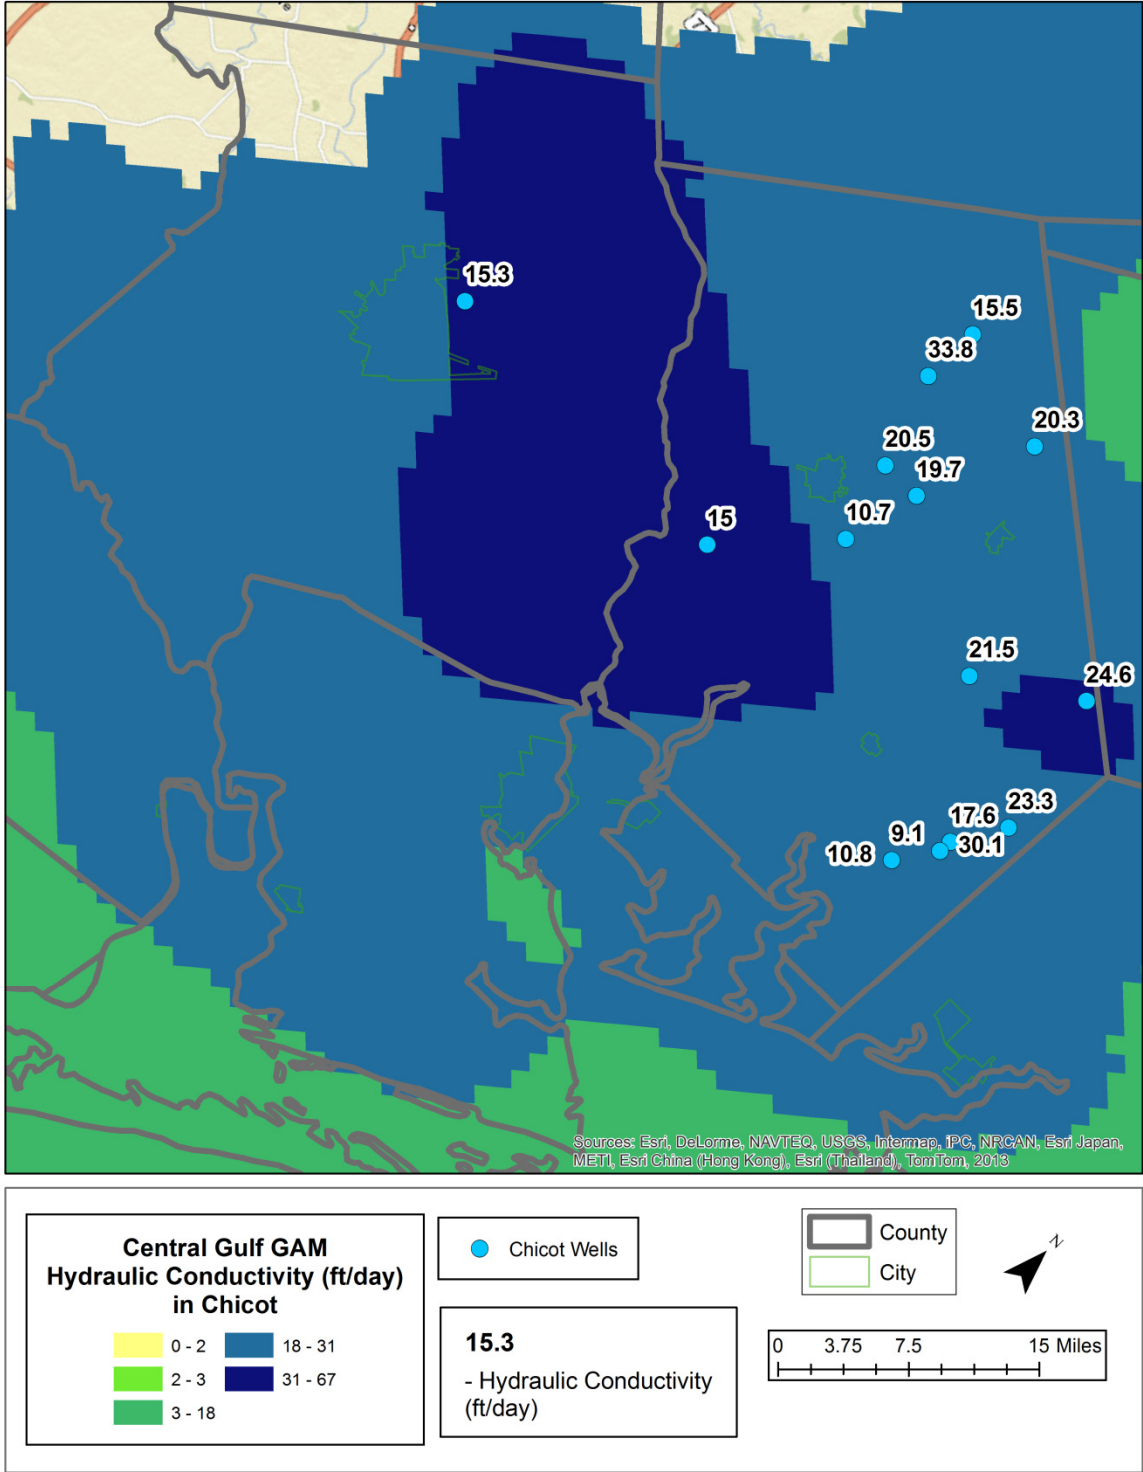 77
15.3
15.5
33.8
20.3
20.5
19.7
10.7
15
21.5
24.6
23.3
17.6
9.1
30.1
10.8
Sources: Esri, DeLorme, NAVTEQ, USGS, Intermap, iPC, NRCAN, Esri Japan,
METI, Esri China (Hong Kong), Esri (Thailand), TomTom, 2013
Central Gulf GAM
Hydraulic Conductivity (ft/day)
in Chicot
0 - 2
18 - 31
2 - 3
31 - 67
3 - 18
Chicot Wells
15.3
- Hydraulic Conductivity
(ft/day)
County
City
N
0 3.75 7.5 15 Miles